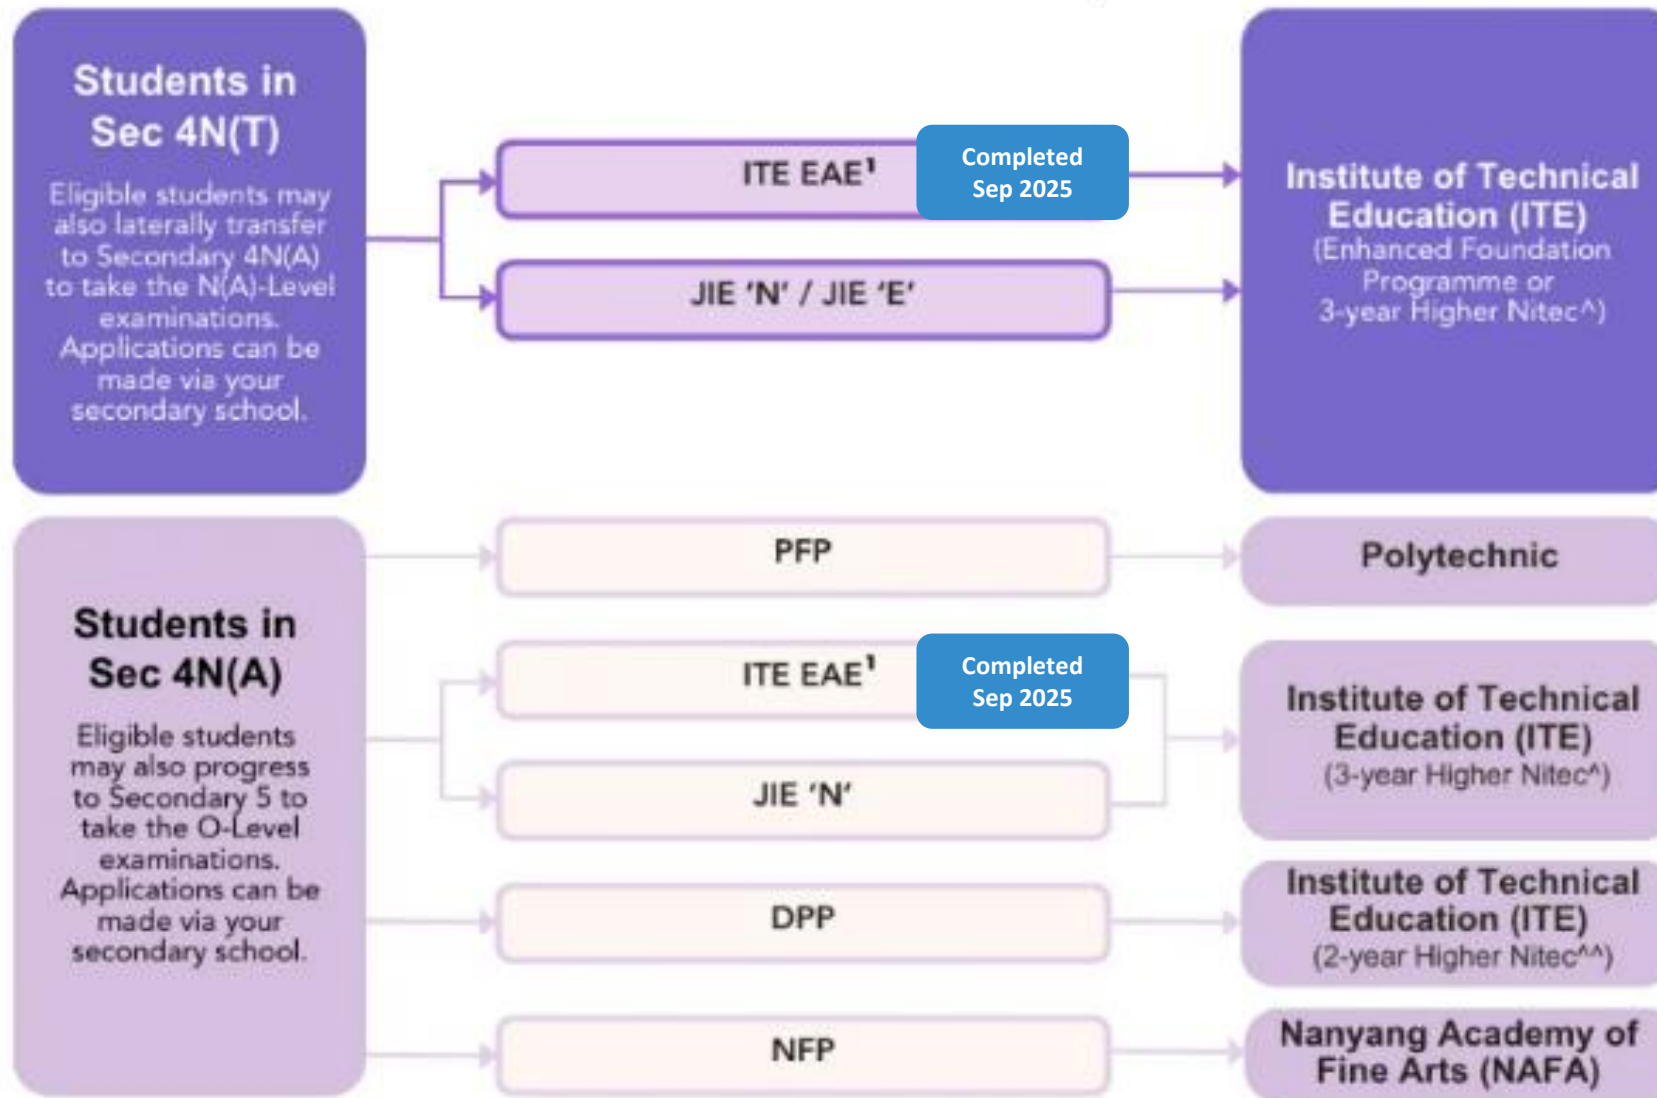 Students in
Sec 4N(T)
Eligible students may
also laterally transfer
to Secondary 4N(A)
to take the N(A)-Level
examinations.
Applications can be
made via your
secondary school.
ITE EAE¹
Completed
Sep 2025
JIE ‘N’ / JIE ‘E’
Institute of Technical
Education (ITE)
(Enhanced Foundation
Programme or
3-year Higher Nitec^)
Students in
Sec 4N(A)
Eligible students
may also progress
to Secondary 5 to
take the O-Level
examinations.
Applications can be
made via your
secondary school.
PFP
Polytechnic
ITE EAE¹
Completed
Sep 2025
JIE ‘N’
Institute of Technical
Education (ITE)
(3-year Higher Nitec^)
DPP
Institute of Technical
Education (ITE)
(2-year Higher Nitec^^)
NFP
Nanyang Academy of
Fine Arts (NAFA)